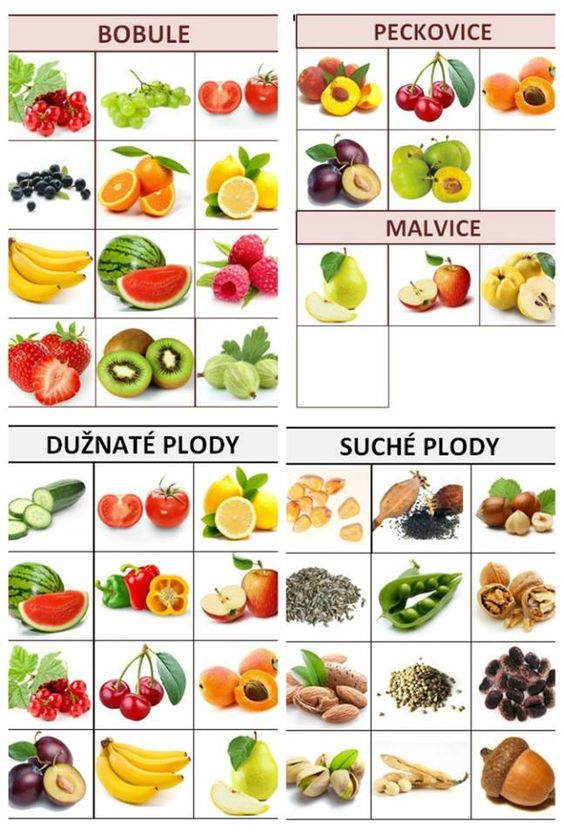 BOBULE
PECKOVICE
MALVICE
DUŽNATÉ PLODY
SUCHÉ PLODY